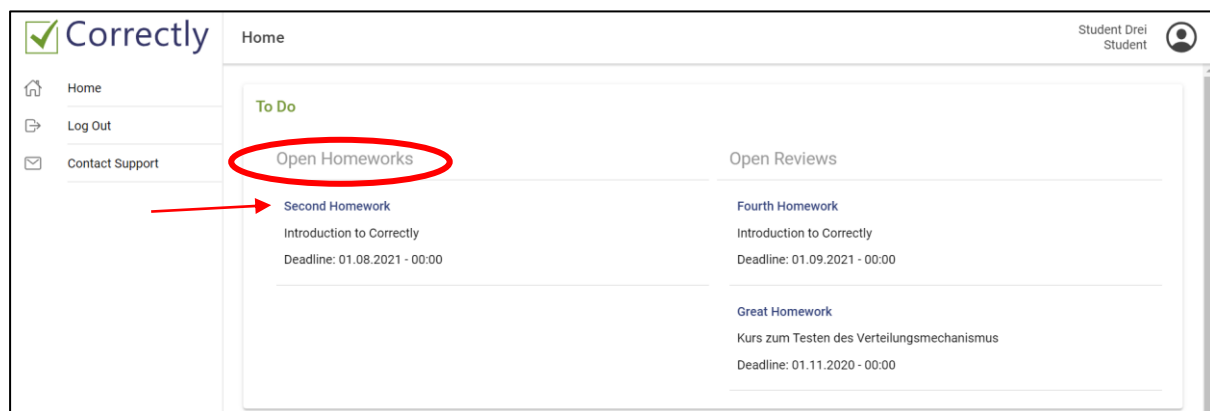 Correctly
Home
Student Drei
Student
Home
Log Out
Contact Support
To Do
Open Homeworks
Second Homework
Introduction to Correctly
Deadline: 01.08.2021 - 00:00
Open Reviews
Fourth Homework
Introduction to Correctly
Deadline: 01.09.2021 - 00:00
Great Homework
Kurs zum Testen des Verteilungsmechanismus
Deadline: 01.11.2020 - 00:00